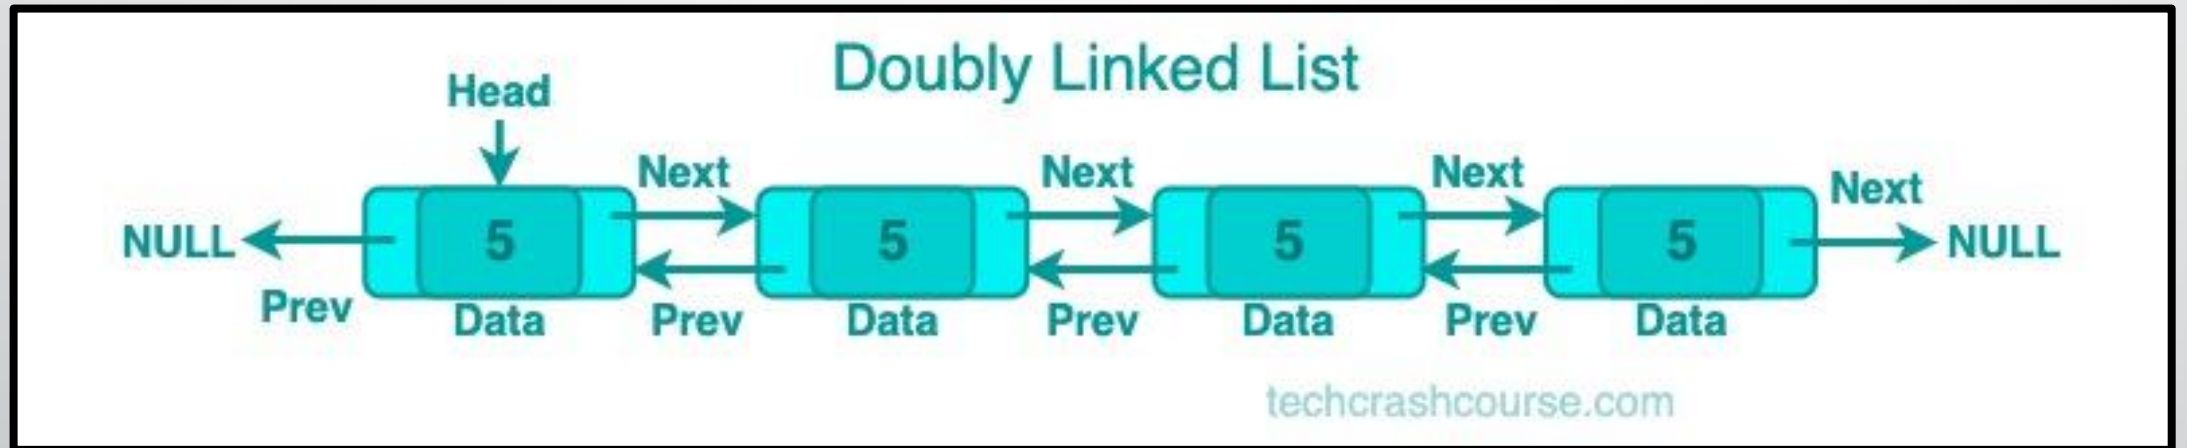 Doubly Linked List
Head
Next Next Next Next
NULL 5 5 5 5 NULL
Prev Data Prev Data Prev Data Prev Data
techcrashcourse.com